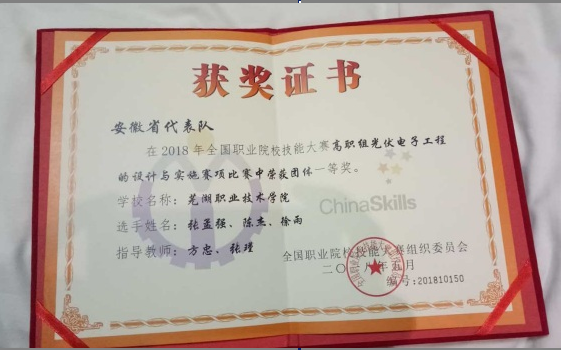 获奖证书
安徽省代表队
在2018年全国职业院校技能大赛高职组光伏电子工程
的设计与实施赛项比赛中荣获团体一等奖。
学校名称:芜湖职业技术学院
ChinaSkills
选手姓名:张孟强、陈杰、徐雨
指导教师:方忠、张瑾
全国职业院校技能大赛组织委员会
二〇一八年五月
编号:201810150